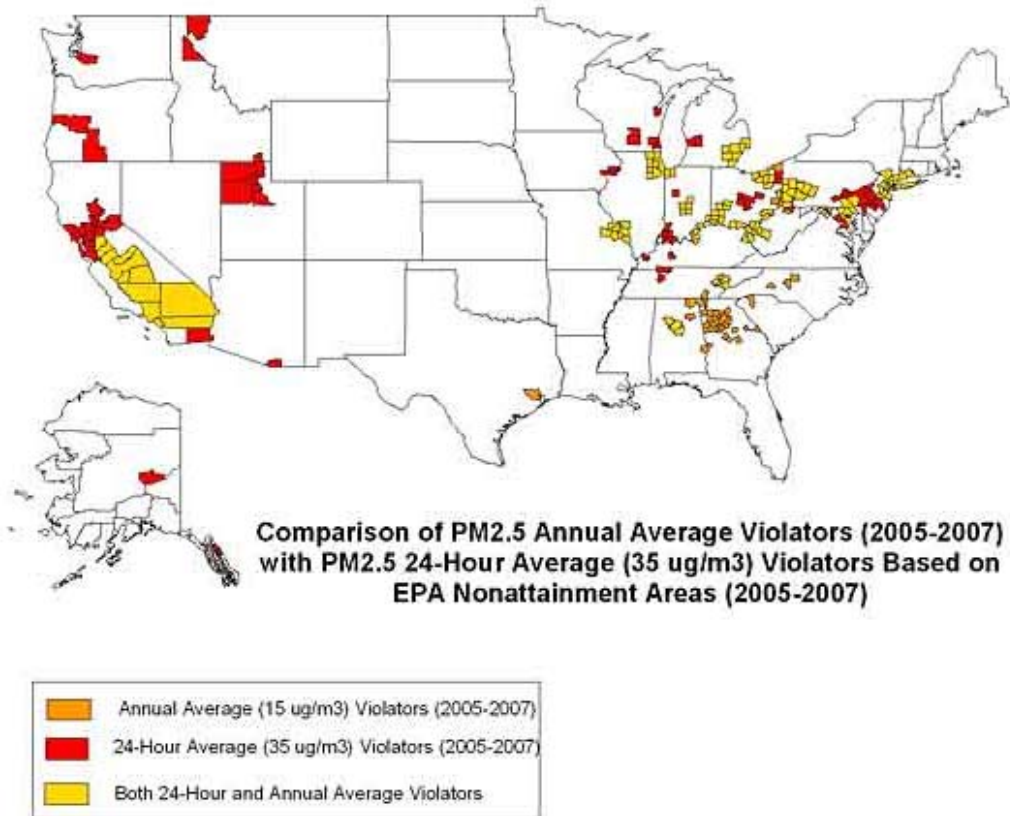 Comparison of PM2.5 Annual Average Violators (2005-2007)
with PM2.5 24-Hour Average (35 ug/m3) Violators Based on
EPA Nonattainment Areas (2005-2007)
Annual Average (15 ug/m3) Violators (2005-2007)
24-Hour Average (35 ug/m3) Violators (2005-2007)
Both 24-Hour and Annual Average Violators